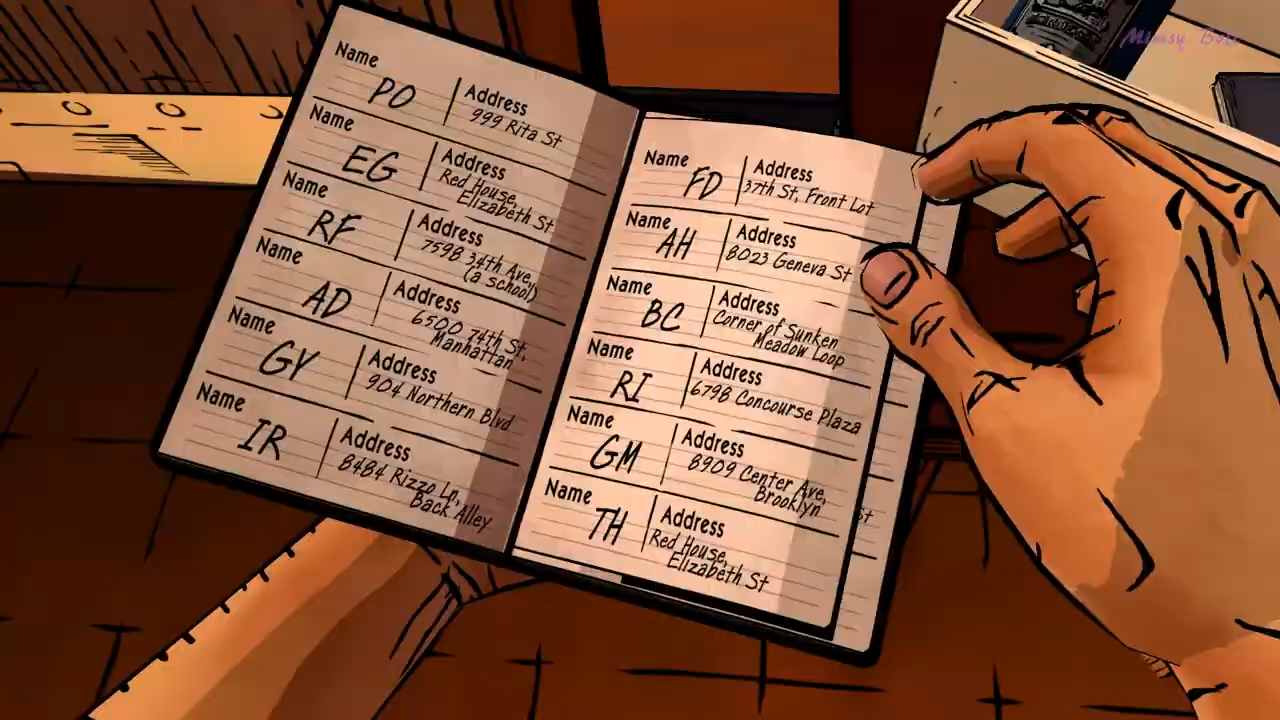 Name
PO
Address
999 Rita St
Name
EG
Address
Red House,
Elizabeth St
Name
RF
Address
7598 34th Ave,
(a school)
Name
AD
Address
6500 74th St,
Manhattan
Name
GY
Address
904 Northern Blvd
Name
IR
Address
8484 Rizzo Ln,
Back Alley
Name
FD
Address
37th St, Front Lot
Name
AH
Address
8023 Geneva St
Name
BC
Address
Corner of Sunken
Meadow Loop
Name
RI
Address
6798 Concourse Plaza
Name
GM
Address
8909 Center Ave,
Brooklyn
Name
TH
Address
Red House,
Elizabeth St
St